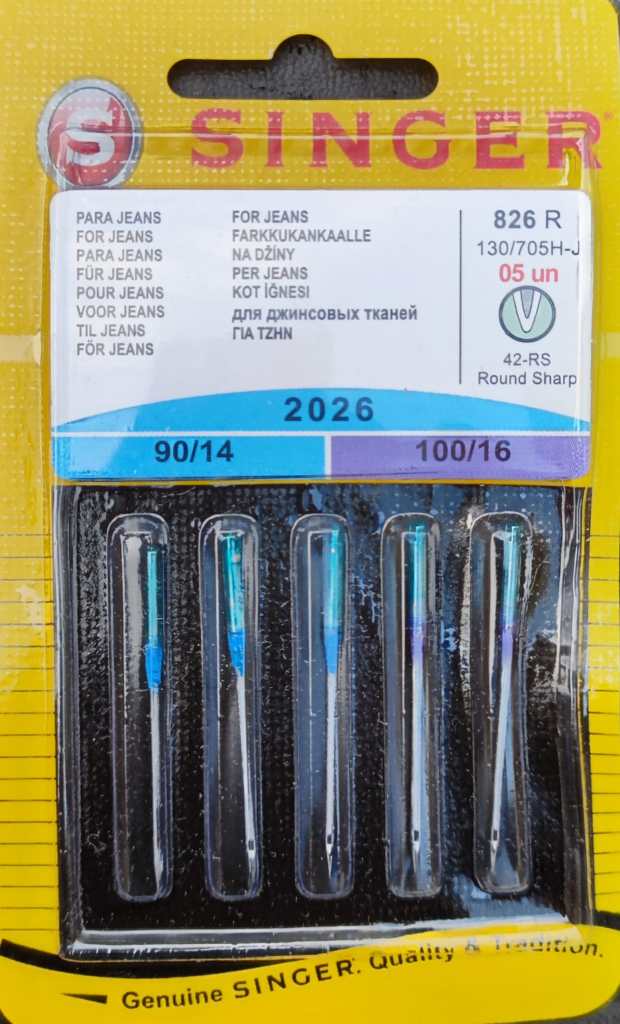 S SINGER®
PARA JEANS
FOR JEANS
PARA JEANS
FÜR JEANS
POUR JEANS
VOOR JEANS
TIL JEANS
FÖR JEANS
FOR JEANS
FARKKUKANKAALLE
NA DŽÍNY
PER JEANS
KOT İĞNESI
для джинсовых тканей
ГІА TZHN
826 R
130/705H-J
05 un
42-RS
Round Sharp
2026
90/14
100/16
Genuine SINGER. Quality & Tradition.